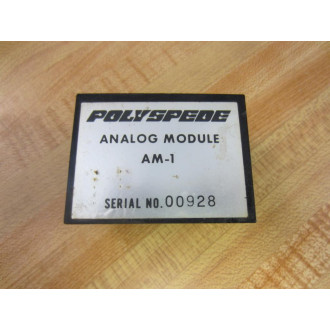 POLYSPEDE
ANALOG MODULE
AM-1
SERIAL NO. 00928